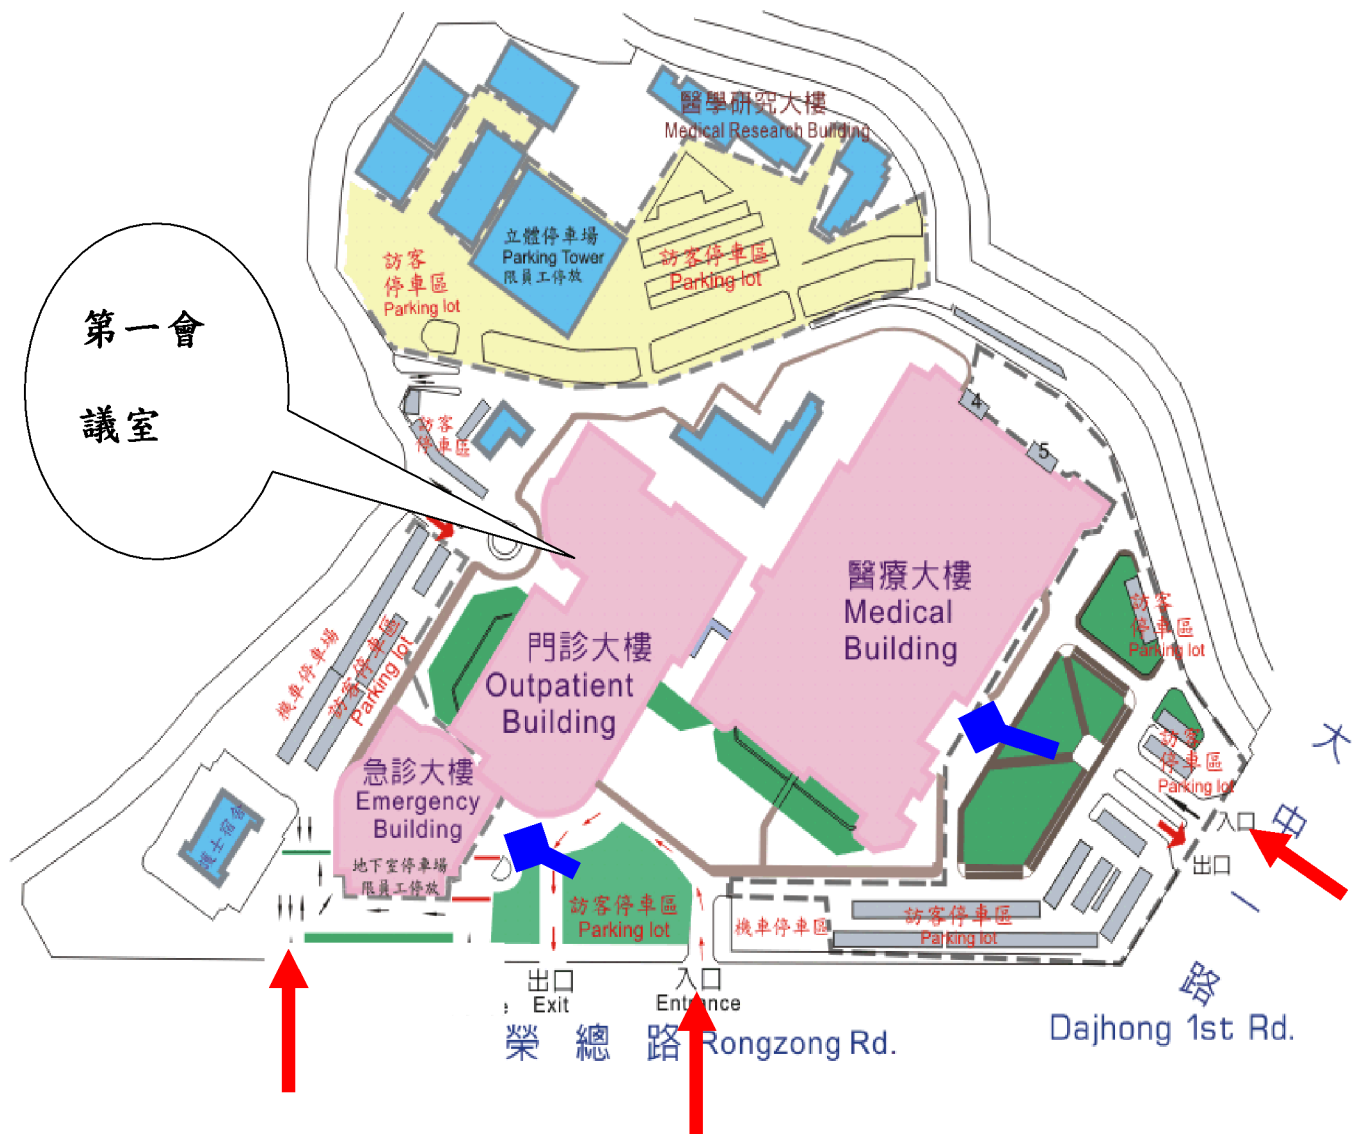 醫學研究大樓
Medical Research Building
立體停車場
Parking Tower
限員工停放
訪客
停車區
Parking lot
訪客停車區
Parking lot
第一會
議室
訪客
停車區
4
5
醫療大樓
Medical
Building
門診大樓
Outpatient
Building
機車停車場
訪客停車區
Parking lot
急診大樓
Emergency
Building
地下室停車場
限員工停放
護士宿舍
訪客
停車區
Parking lot
訪客
停車區
Parking lot
入口
出口
訪客停車區
Parking lot
機車停車區
訪客停車區
Parking lot
出口
Exit
入口
Entrance
e
榮總路 Rongzong Rd.
大中一路
Dajhong 1st Rd.